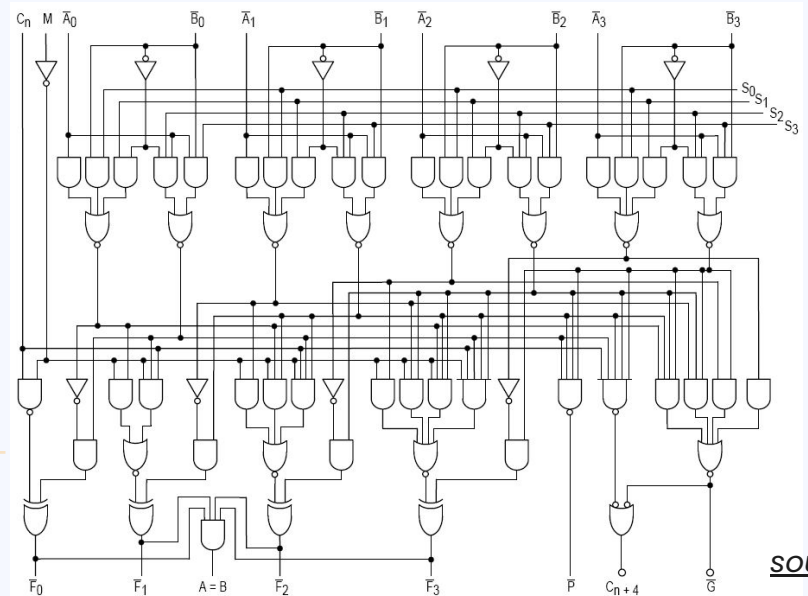 Cn M A̅0 B̅0 A̅1 B̅1 A̅2 B̅2 A̅3 B̅3
S0
S1
S2
S3
F̅0 F̅1 A = B F̅2 F̅3 P̅ Cn + 4 G̅